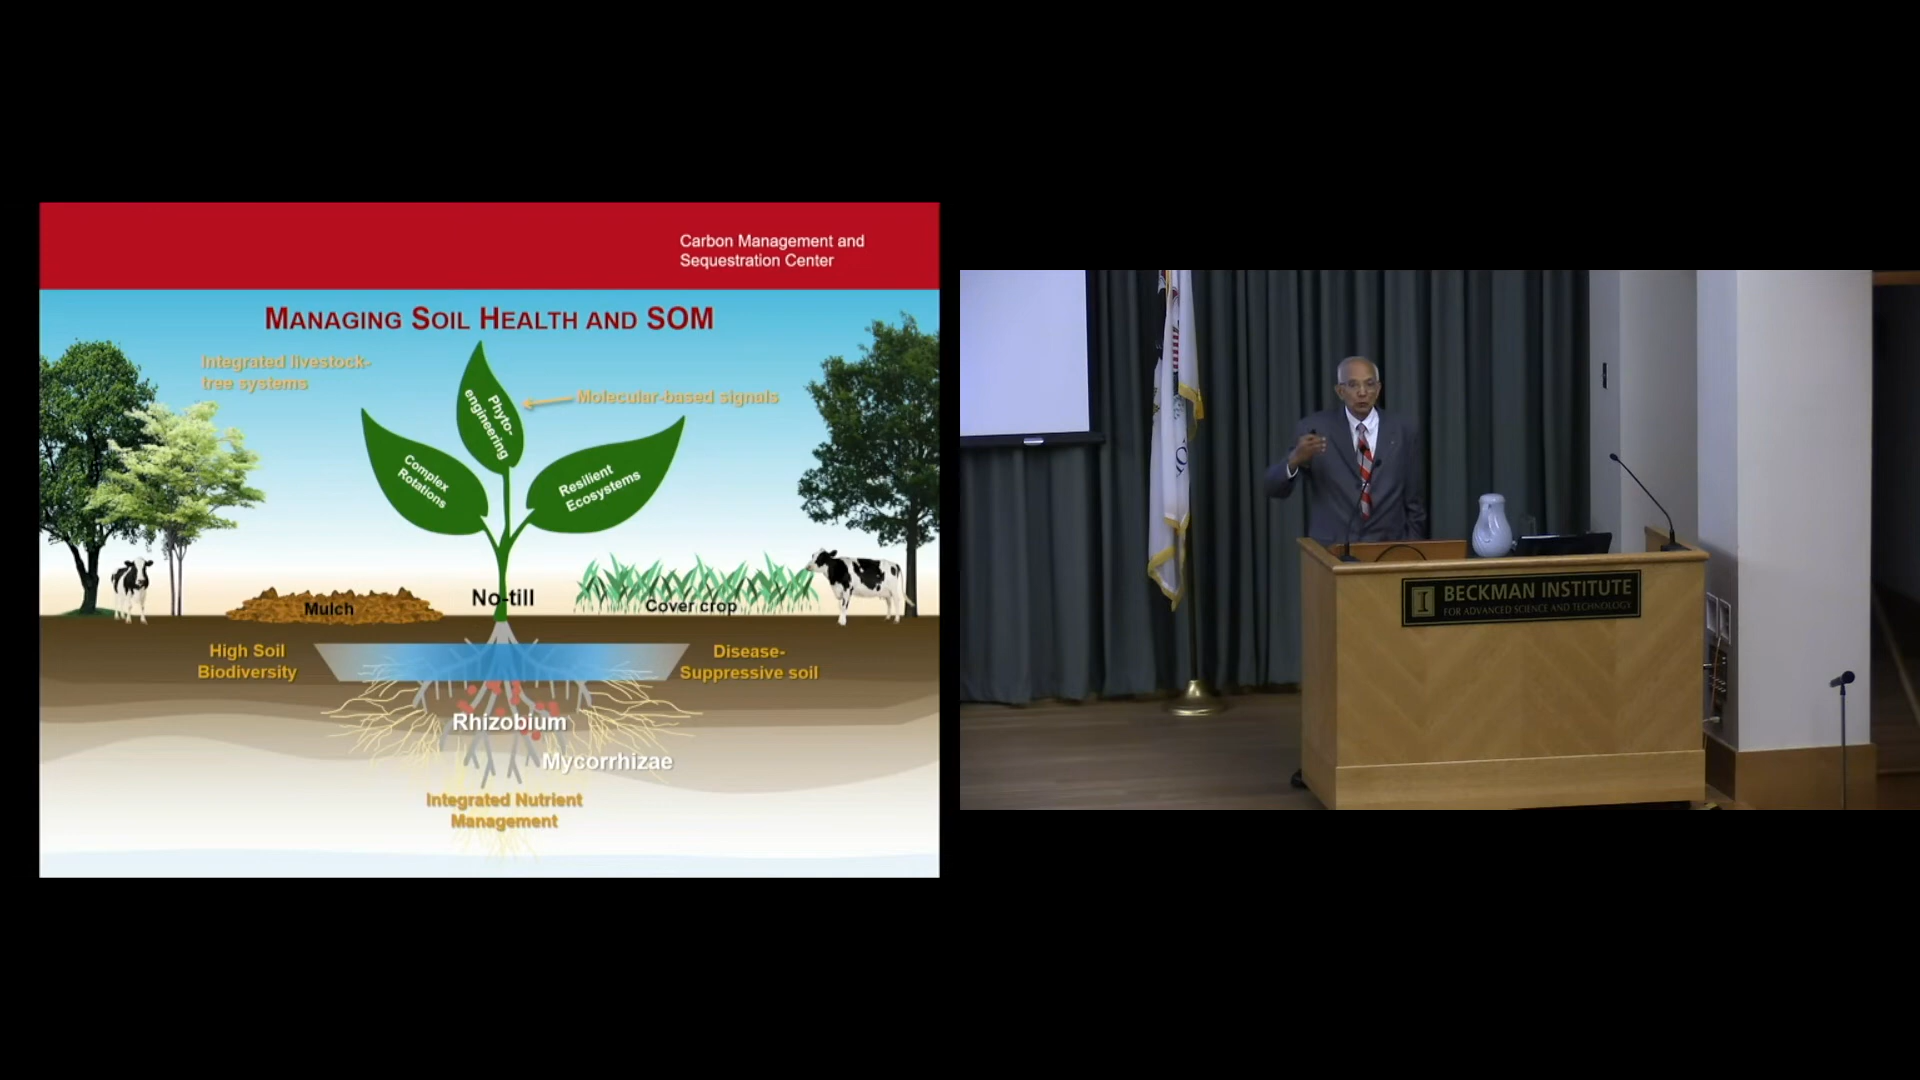 Carbon Management and
Sequestration Center
MANAGING SOIL HEALTH AND SOM
Integrated livestock-
tree systems
Molecular-based signals
Phyto-
engineering
Complex
Rotations
Resilient
Ecosystems
Mulch
No-till
Cover crop
High Soil
Biodiversity
Disease-
Suppressive soil
Rhizobium
Mycorrhizae
Integrated Nutrient
Management
I BECKMAN INSTITUTE
FOR ADVANCED SCIENCE AND TECHNOLOGY